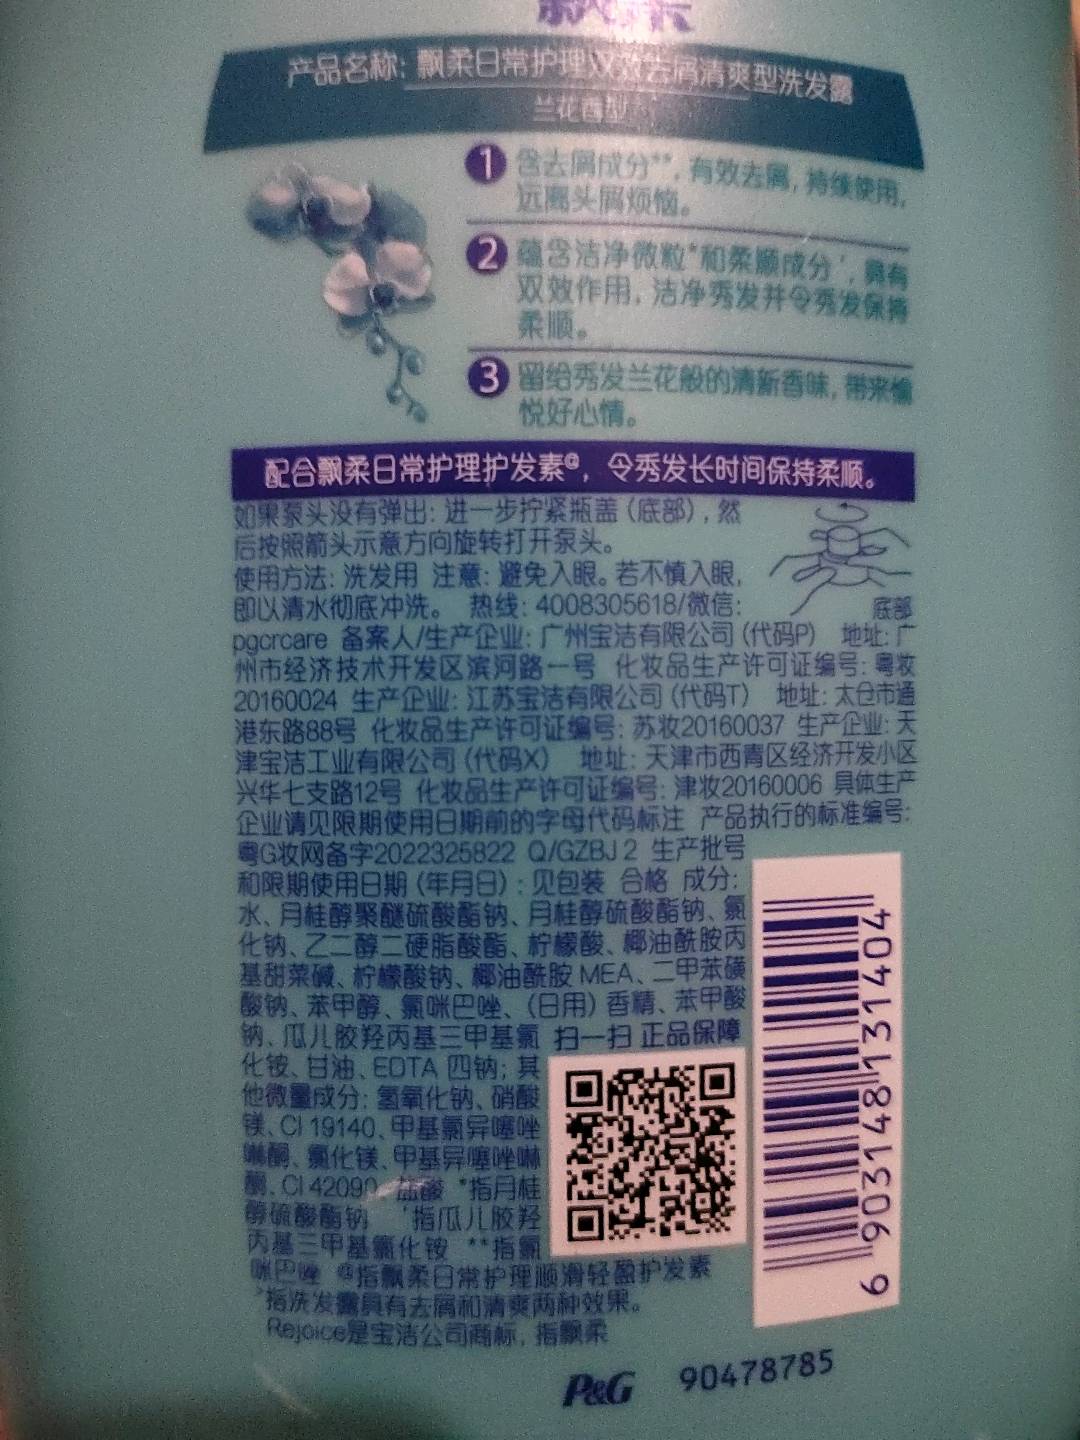 飘柔
产品名称: 飘柔日常护理双效去屑清爽型洗发露
兰花香型
1 含去屑成分**, 有效去屑, 持续使用,
远离头屑烦恼。
2 蕴含洁净微粒*和柔顺成分', 具有
双效作用, 洁净秀发并令秀发保持
柔顺。
3 留给秀发兰花般的清新香味, 带来愉
悦好心情。
配合飘柔日常护理护发素@, 令秀发长时间保持柔顺。
如果泵头没有弹出: 进一步拧紧瓶盖 (底部) , 然
后按照箭头示意方向旋转打开泵头。
使用方法: 洗发用 注意: 避免入眼。若不慎入眼,
即以清水彻底冲洗。 热线: 4008305618/微信:
底部
pgcrcare 备案人/生产企业: 广州宝洁有限公司 (代码P) 地址: 广
州市经济技术开发区滨河路一号 化妆品生产许可证编号: 粤妆
20160024 生产企业: 江苏宝洁有限公司 (代码T) 地址: 太仓市通
港东路88号 化妆品生产许可证编号: 苏妆20160037 生产企业: 天
津宝洁工业有限公司 (代码X) 地址: 天津市西青区经济开发小区
兴华七支路12号 化妆品生产许可证编号: 津妆20160006 具体生产
企业请见限期使用日期前的字母代码标注 产品执行的标准编号:
粤G妆网备字2022325822 Q/GZBJ 2 生产批号
和限期使用日期 (年月日) : 见包装 合格 成分:
水、月桂醇聚醚硫酸酯钠、月桂醇硫酸酯钠、氯
化钠、乙二醇二硬脂酸酯、柠檬酸、椰油酰胺丙
基甜菜碱、柠檬酸钠、椰油酰胺 MEA、二甲苯磺
酸钠、苯甲醇、氯咪巴唑、(日用) 香精、苯甲酸
钠、瓜儿胶羟丙基三甲基氯
扫一扫 正品保障
化铵、甘油、EDTA 四钠; 其
他微量成分: 氢氧化钠、硝酸
镁、CI 19140、甲基氯异噻唑
啉酮、氯化镁、甲基异噻唑啉
酮、CI 42090、盐酸 *指月桂
醇硫酸酯钠 '指瓜儿胶羟
丙基三甲基氯化铵 **指氯
咪巴唑 @指飘柔日常护理顺滑轻盈护发素
指洗发露具有去屑和清爽两种效果。
Rejoice是宝洁公司商标, 指飘柔
6 903148 131404
P&G 90478785